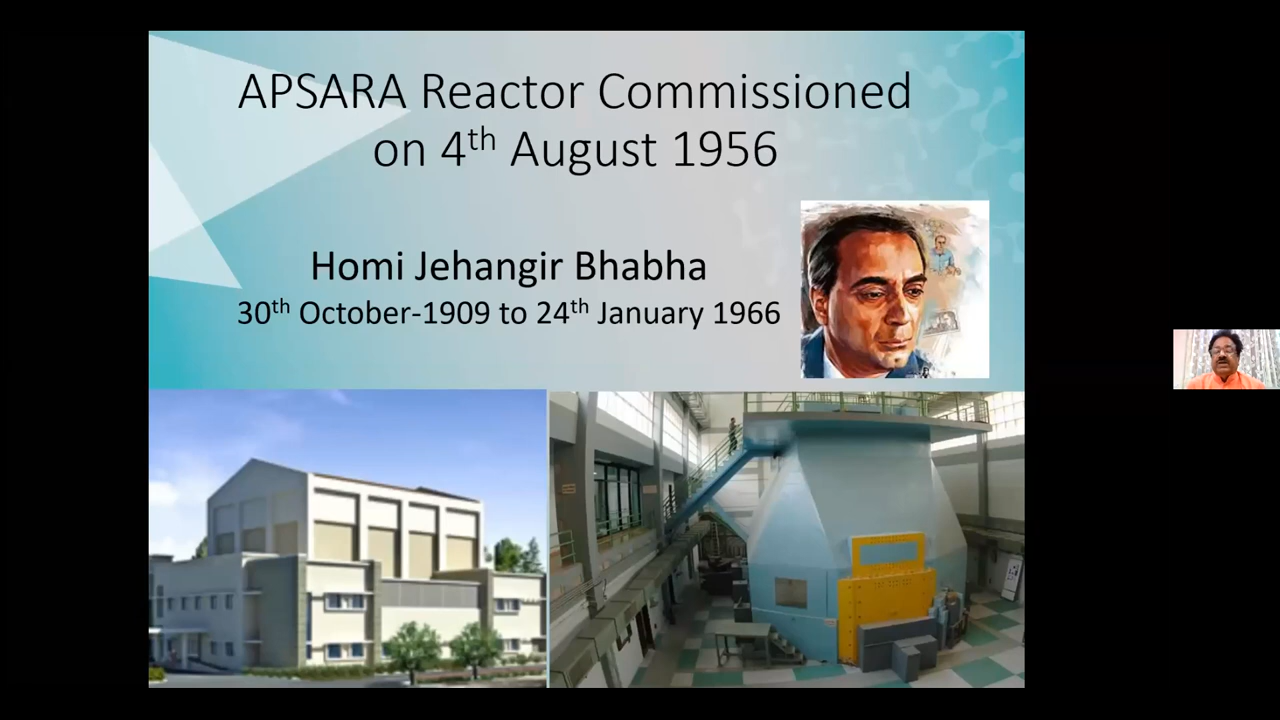 APSARA Reactor Commissioned
on 4th August 1956
Homi Jehangir Bhabha
30th October-1909 to 24th January 1966